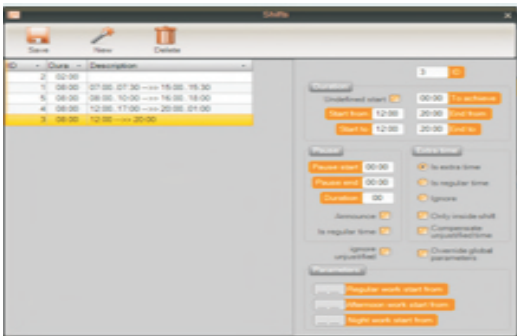 Shifts
Save New Delete
ID Dura Description
2 02:00
1 08:00 07:00..07:30 -->> 15:00..15:30
5 08:00 08:00..10:00 -->> 16:00..18:00
4 08:00 12:00..17:00 -->> 20:00..01:00
3 08:00 12:00 -->> 20:00
3 ID
Duration
Undefined start 00:00 To achieve
Start from 12:00 20:00 End from
Start to 12:00 20:00 End to
Pause
Pause start 00:00
Pause end 00:00
Duration 00
Announce
Is regular time
Ignore unjustified
Extra time
Is extra time
Is regular time
Ignore
Only inside shift
Compensate unjustified time
Override global parameters
Parameters
Regular work start from
Afternoon work start from
Night work start from